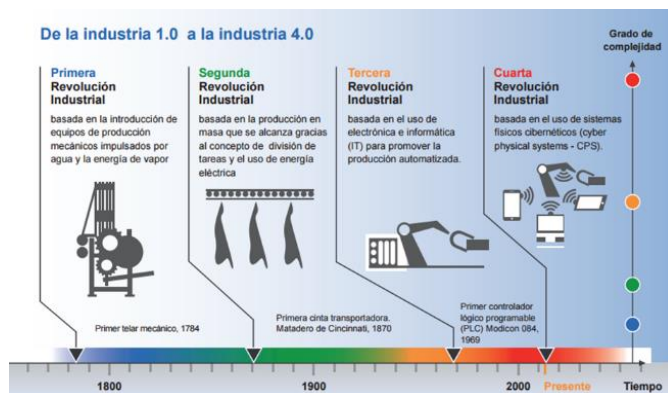 De la industria 1.0 a la industria 4.0
Grado de
complejidad
Primera
Revolución
Industrial
basada en la introducción de
equipos de producción
mecánicos impulsados por
agua y la energía de vapor
Segunda
Revolución
Industrial
basada en la producción en
masa que se alcanza gracias
al concepto de división de
tareas y el uso de energía
eléctrica
Tercera
Revolución
Industrial
basada en el uso de
electrónica e informática
(IT) para promover la
producción automatizada.
Cuarta
Revolución
Industrial
basada en el uso de sistemas
físicos cibernéticos (cyber
physical systems - CPS).
Primer telar mecánico, 1784
Primera cinta transportadora.
Matadero de Cincinnati, 1870
Primer controlador
lógico programable
(PLC) Modicon 084,
1969
1800
1900
2000
Presente
Tiempo